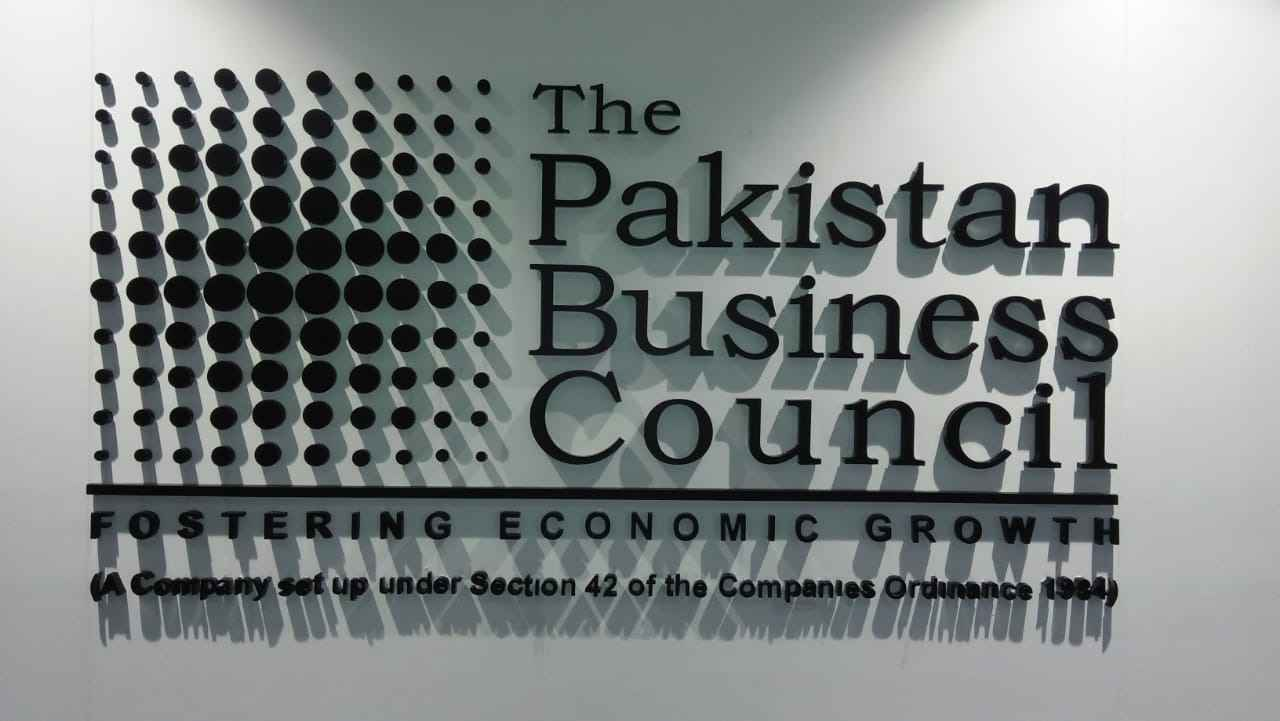 The
Pakistan
Business
Council
FOSTERING ECONOMIC GROWTH
(A Company set up under Section 42 of the Companies Ordinance 1984)